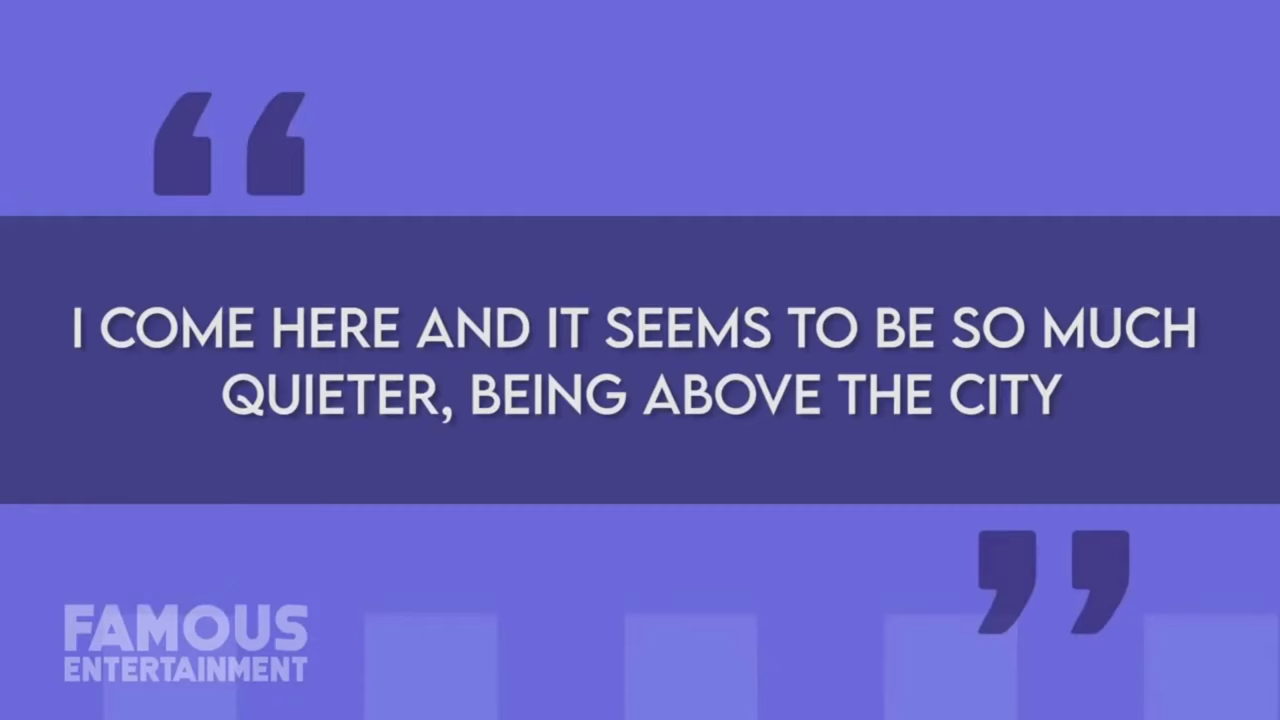 I COME HERE AND IT SEEMS TO BE SO MUCH
QUIETER, BEING ABOVE THE CITY
FAMOUS
ENTERTAINMENT